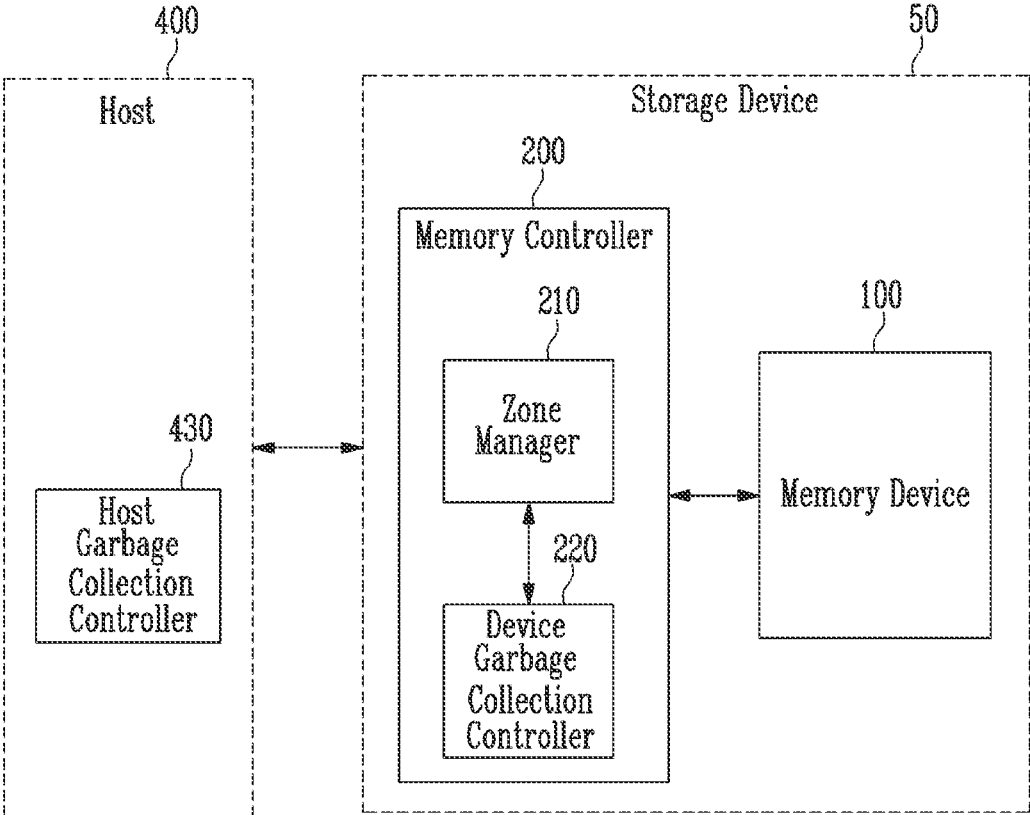 400
Host
430
Host
Garbage
Collection
Controller
50
Storage Device
200
Memory Controller
210
Zone
Manager
220
Device
Garbage
Collection
Controller
100
Memory Device